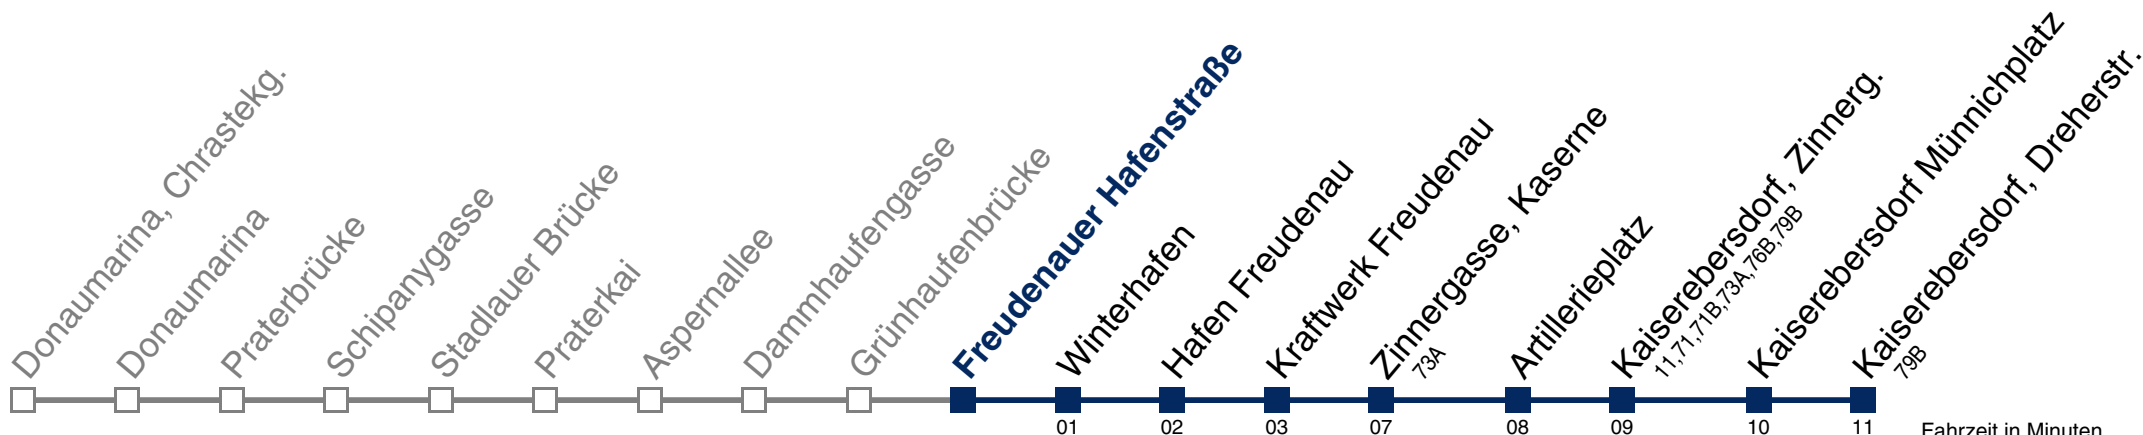 Donaumarina, Chrastekg.
Donaumarina
Praterbrücke
Schipanygasse
Stadlauer Brücke
Praterkai
Aspernallee
Dammhaufengasse
Grünhaufenbrücke
Freudenauer Hafenstraße
Winterhafen
Hafen Freudenau
Kraftwerk Freudenau
Zinnergasse, Kaserne
73A
Artillerieplatz
Kaiserebersdorf, Zinnerg.
11,71,71B,73A,76B,79B
Kaiserebersdorf Münnichplatz
Kaiserebersdorf, Dreherstr.
79B
01 02 03 07 08 09 10 11 Fahrzeit in Minuten